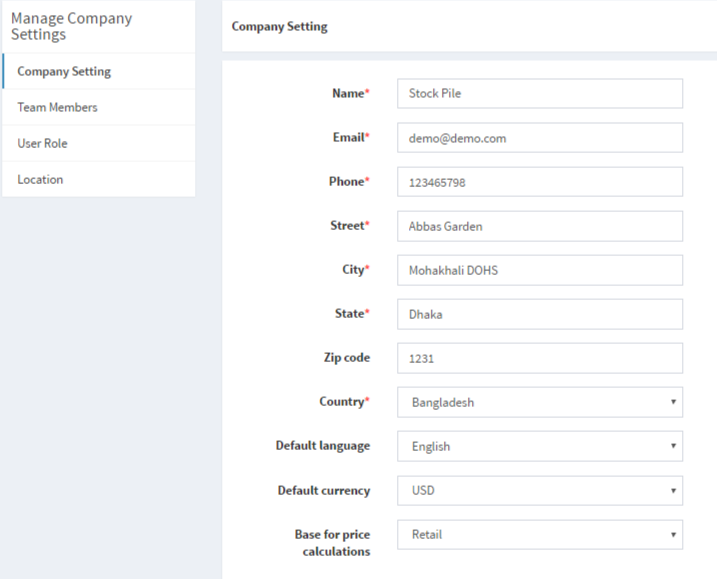 Manage Company
Settings
Company Setting
Team Members
User Role
Location
Company Setting
Name* Stock Pile
Email* demo@demo.com
Phone* 123465798
Street* Abbas Garden
City* Mohakhali DOHS
State* Dhaka
Zip code 1231
Country* Bangladesh
Default language English
Default currency USD
Base for price Retail
calculations